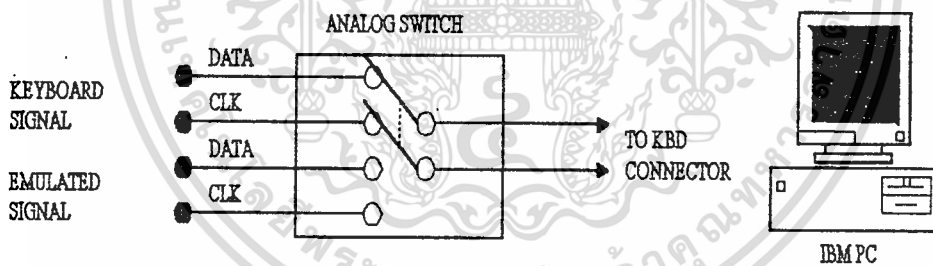 ANALOG SWITCH
KEYBOARD
SIGNAL
DATA
CLK
EMULATED
SIGNAL
DATA
CLK
TO KBD
CONNECTOR
IBM PC